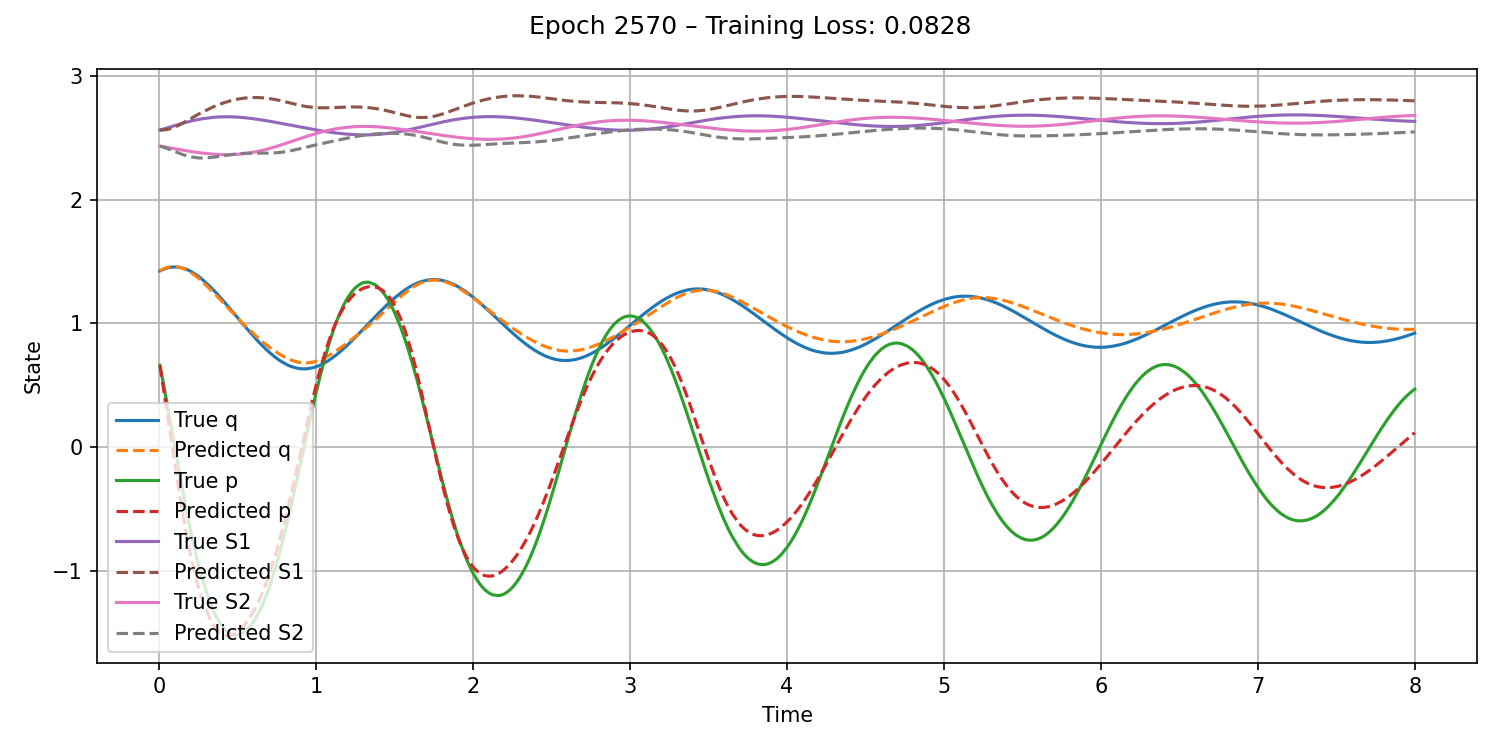 Epoch 2570 – Training Loss: 0.0828
3
2
1
0
−1
State
True q
Predicted q
True p
Predicted p
True S1
Predicted S1
True S2
Predicted S2
0 1 2 3 4 5 6 7 8
Time